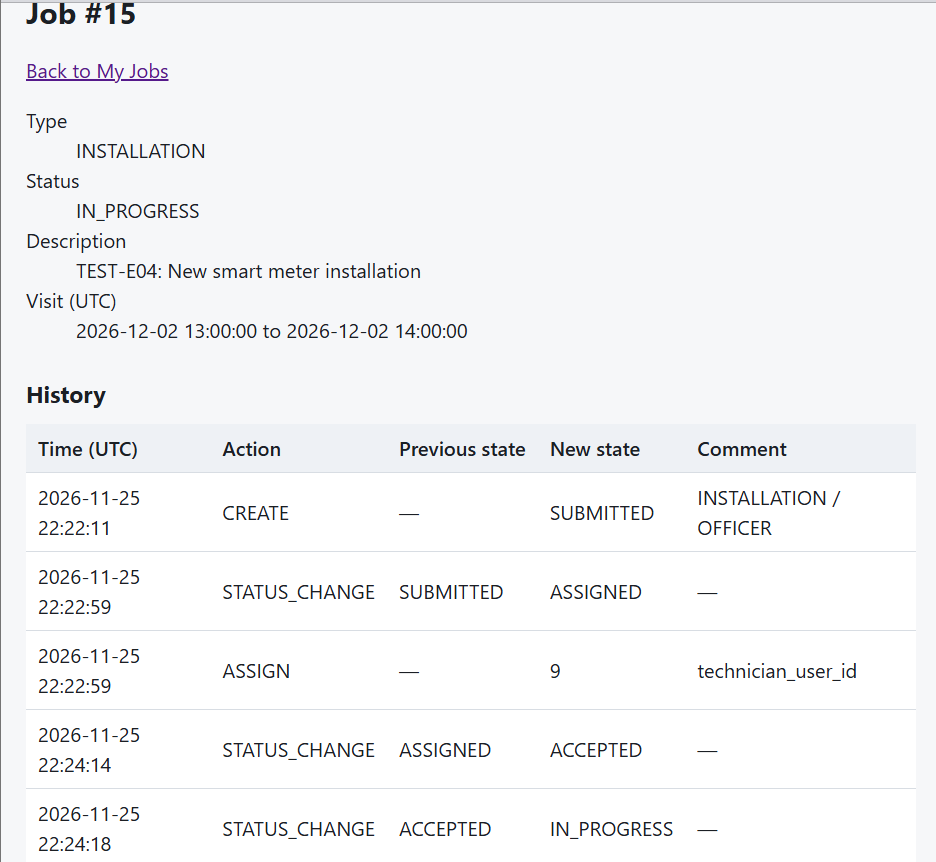 Job #15
Back to My Jobs
Type
INSTALLATION
Status
IN_PROGRESS
Description
TEST-E04: New smart meter installation
Visit (UTC)
2026-12-02 13:00:00 to 2026-12-02 14:00:00
History
Time (UTC) Action Previous state New state Comment
2026-11-25 22:22:11 CREATE — SUBMITTED INSTALLATION / OFFICER
2026-11-25 22:22:59 STATUS_CHANGE SUBMITTED ASSIGNED —
2026-11-25 22:22:59 ASSIGN — 9 technician_user_id
2026-11-25 22:24:14 STATUS_CHANGE ASSIGNED ACCEPTED —
2026-11-25 22:24:18 STATUS_CHANGE ACCEPTED IN_PROGRESS —